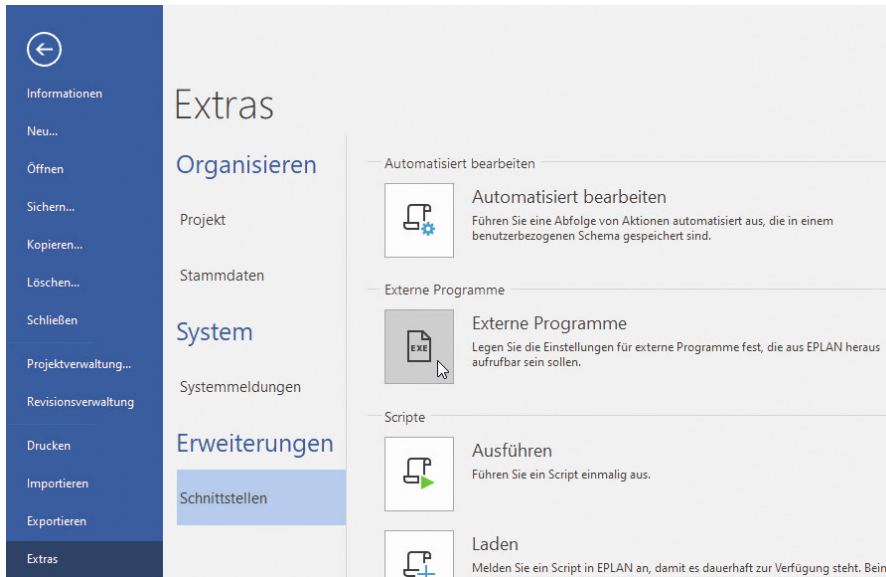 Informationen
Neu...
Öffnen
Sichern...
Kopieren...
Löschen...
Schließen
Projektverwaltung...
Revisionsverwaltung
Drucken
Importieren
Exportieren
Extras
Extras
Organisieren
Projekt
Stammdaten
System
Systemmeldungen
Erweiterungen
Schnittstellen
Automatisiert bearbeiten
Automatisiert bearbeiten
Führen Sie eine Abfolge von Aktionen automatisiert aus, die in einem
benutzerbezogenen Schema gespeichert sind.
Externe Programme
EXE
Externe Programme
Legen Sie die Einstellungen für externe Programme fest, die aus EPLAN heraus
aufrufbar sein sollen.
Scripte
Ausführen
Führen Sie ein Script einmalig aus.
Laden
Melden Sie ein Script in EPLAN an, damit es dauerhaft zur Verfügung steht. Bein